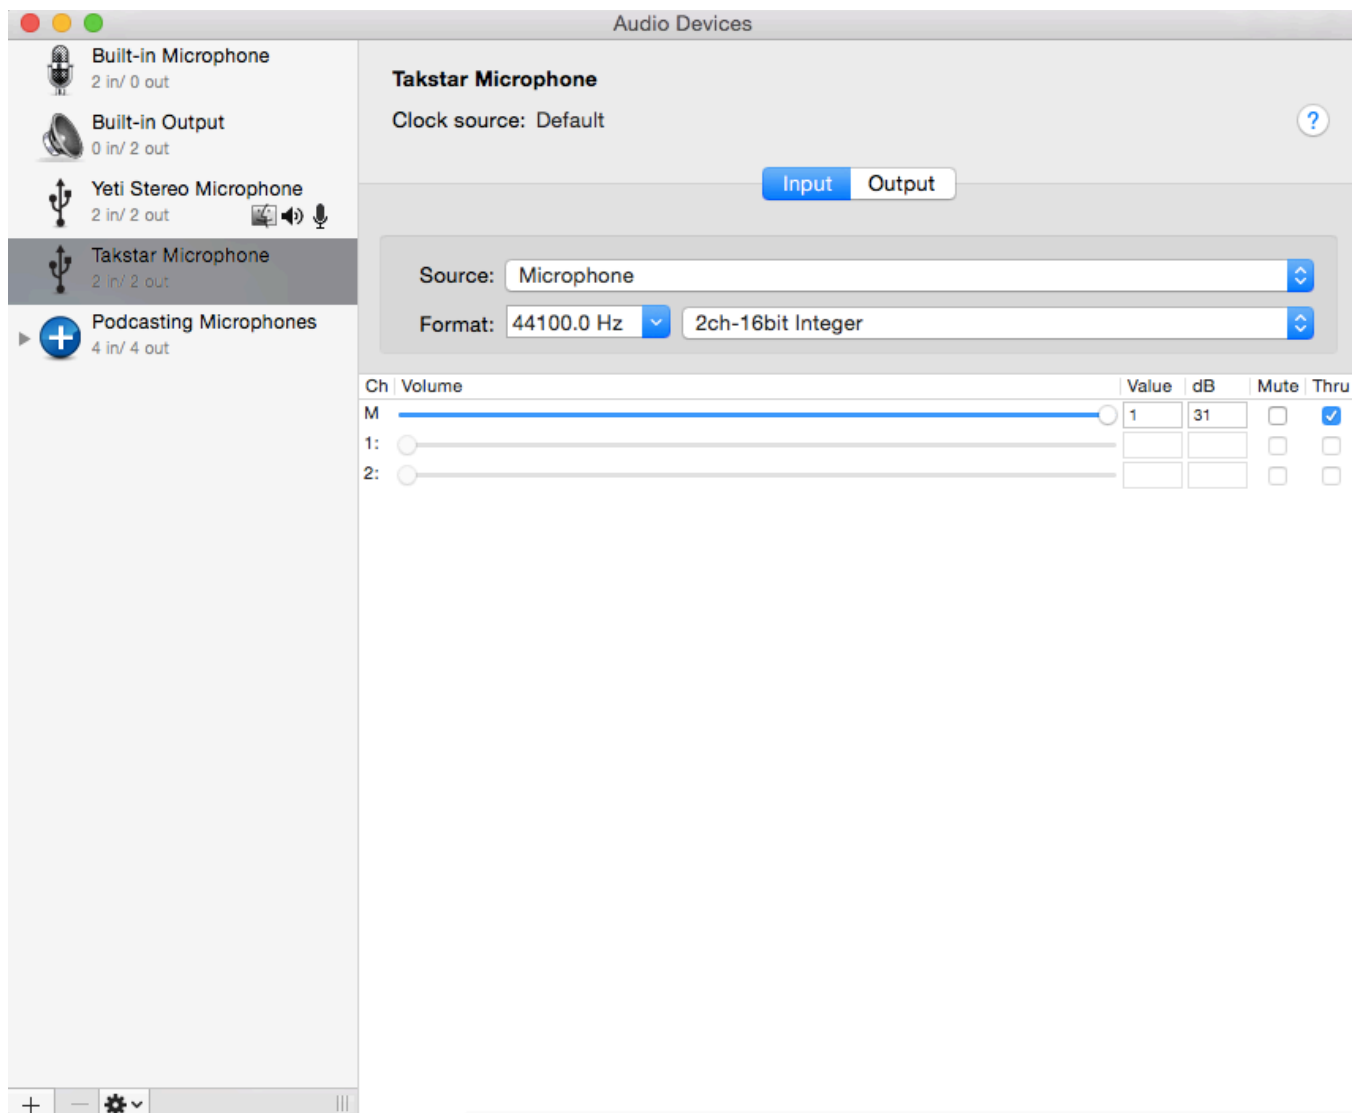 Audio Devices
Built-in Microphone
2 in/ 0 out
Built-in Output
0 in/ 2 out
Yeti Stereo Microphone
2 in/ 2 out
Takstar Microphone
2 in/ 2 out
Podcasting Microphones
4 in/ 4 out
Takstar Microphone
Clock source: Default
?
Input Output
Source: Microphone
Format: 44100.0 Hz 2ch-16bit Integer
Ch Volume Value dB Mute Thru
M 1 31
1:
2: